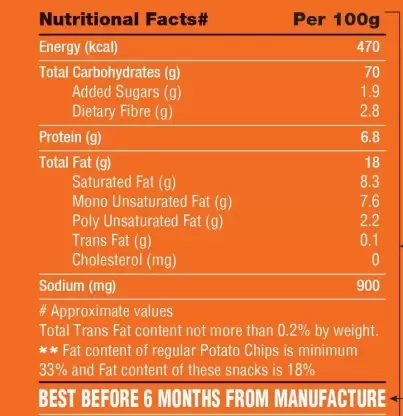 Nutritional Facts# Per 100g
Energy (kcal) 470
Total Carbohydrates (g) 70
Added Sugars (g) 1.9
Dietary Fibre (g) 2.8
Protein (g) 6.8
Total Fat (g) 18
Saturated Fat (g) 8.3
Mono Unsaturated Fat (g) 7.6
Poly Unsaturated Fat (g) 2.2
Trans Fat (g) 0.1
Cholesterol (mg) 0
Sodium (mg) 900
# Approximate values
Total Trans Fat content not more than 0.2% by weight.
** Fat content of regular Potato Chips is minimum
33% and Fat content of these snacks is 18%
BEST BEFORE 6 MONTHS FROM MANUFACTURE